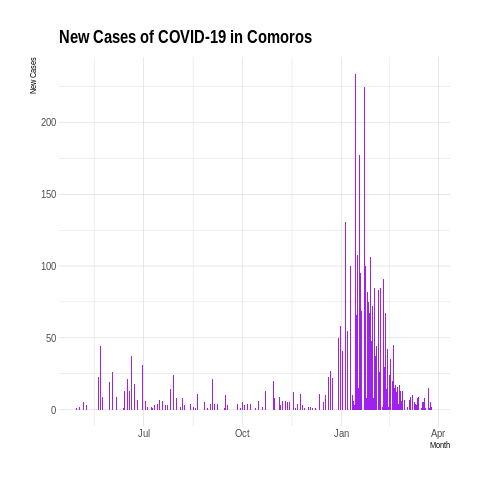 New Cases of COVID-19 in Comoros
New Cases
200
150
100
50
0
Jul
Oct
Jan
Apr
Month